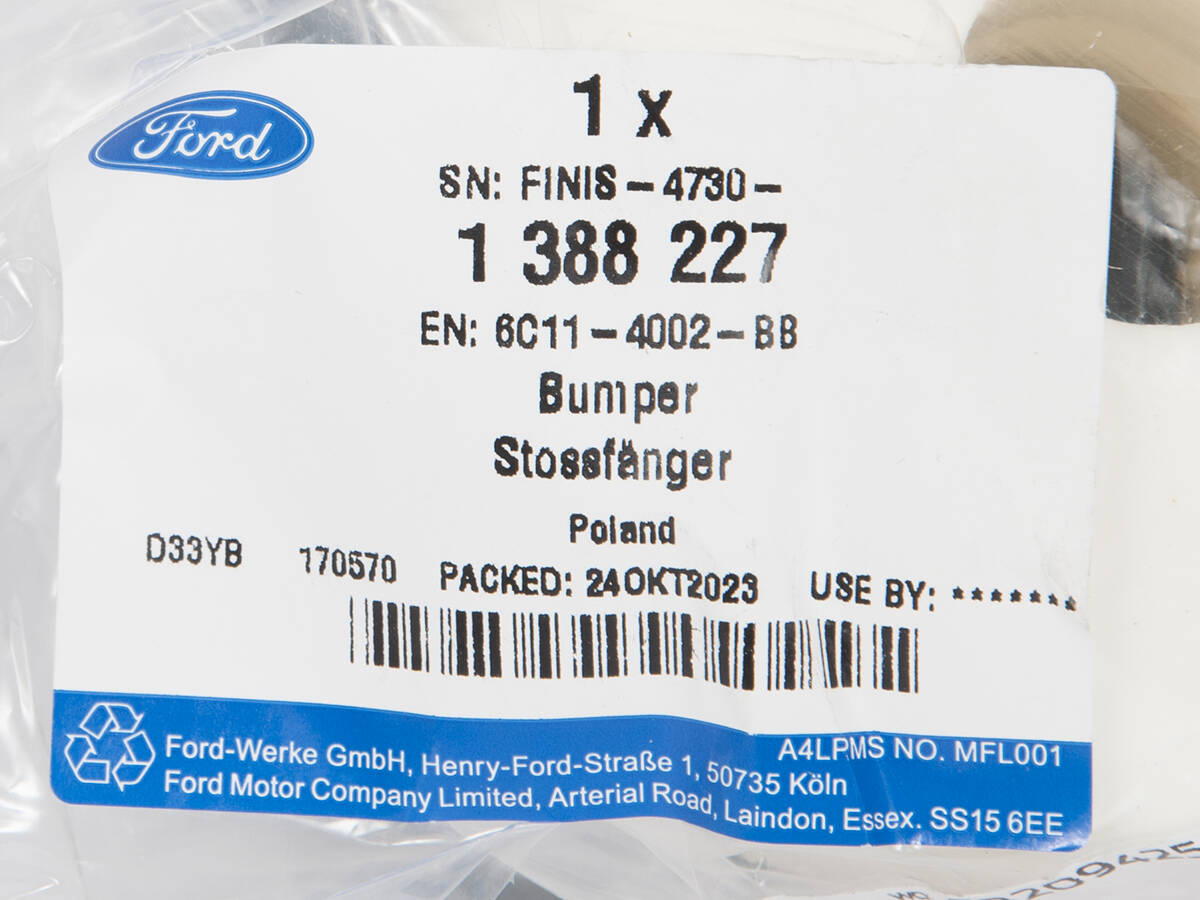 Ford
1 x
SN: FINIS-4730-
1 388 227
EN: 6C11-4002-BB
Bumper
Stossfänger
Poland
D33YB 170570 PACKED: 24OKT2023 USE BY: *******
A4LPMS NO. MFL001
Ford-Werke GmbH, Henry-Ford-Straße 1, 50735 Köln
Ford Motor Company Limited, Arterial Road, Laindon, Essex. SS15 6EE